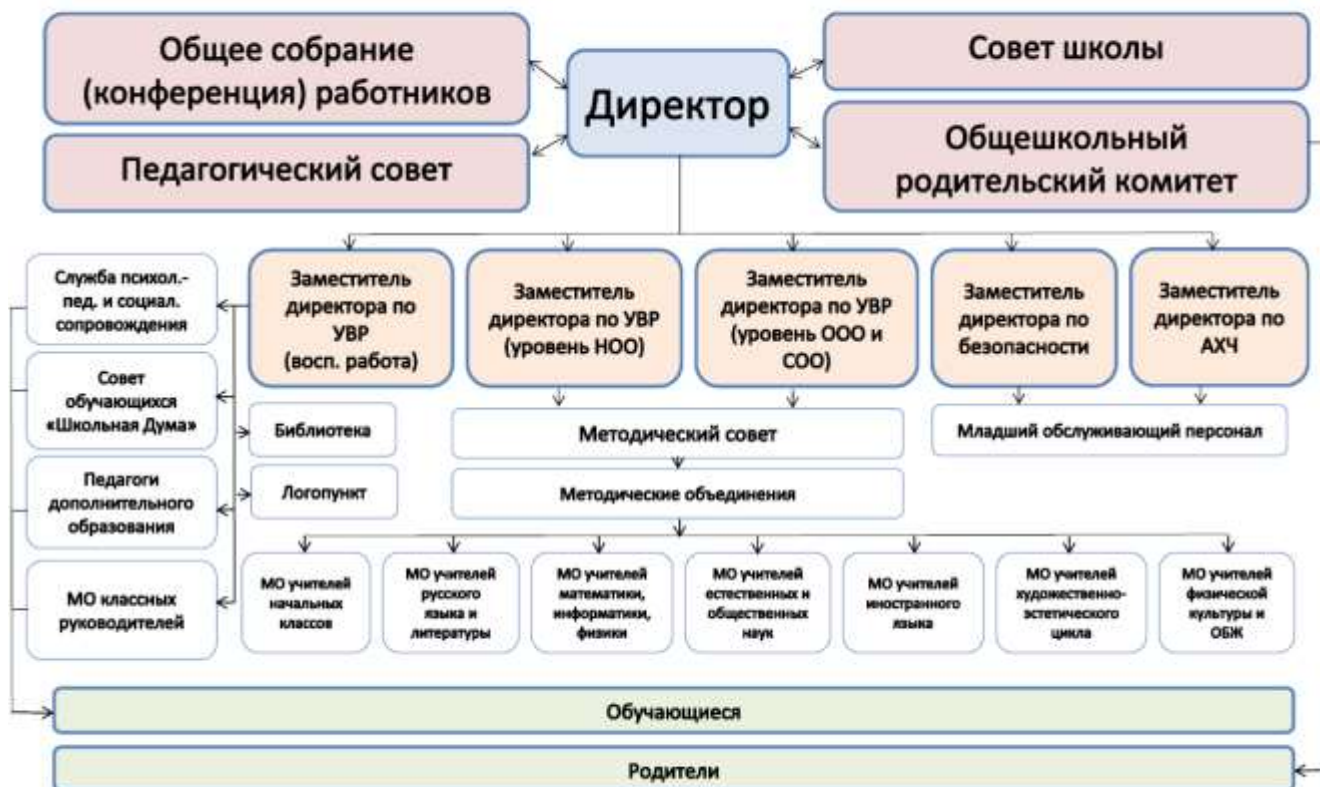 Общее собрание
(конференция) работников
Директор
Совет школы
Педагогический совет
Общешкольный
родительский комитет
Служба психол.-
пед. и социал.
сопровождения
Заместитель
директора по
УВР
(восп. работа)
Заместитель
директора по УВР
(уровень НОО)
Заместитель
директора по УВР
(уровень ООО и
СОО)
Заместитель
директора по
безопасности
Заместитель
директора по
АХЧ
Совет
обучающихся
«Школьная Дума»
Библиотека
Методический совет
Младший обслуживающий персонал
Педагоги
дополнительного
образования
Логопункт
Методические объединения
МО классных
руководителей
МО учителей
начальных
классов
МО учителей
русского
языка и
литературы
МО учителей
математики,
информатики,
физики
МО учителей
естественных и
общественных
наук
МО учителей
иностранного
языка
МО учителей
художественно-
эстетического
цикла
МО учителей
физической
культуры и
ОБЖ
Обучающиеся
Родители